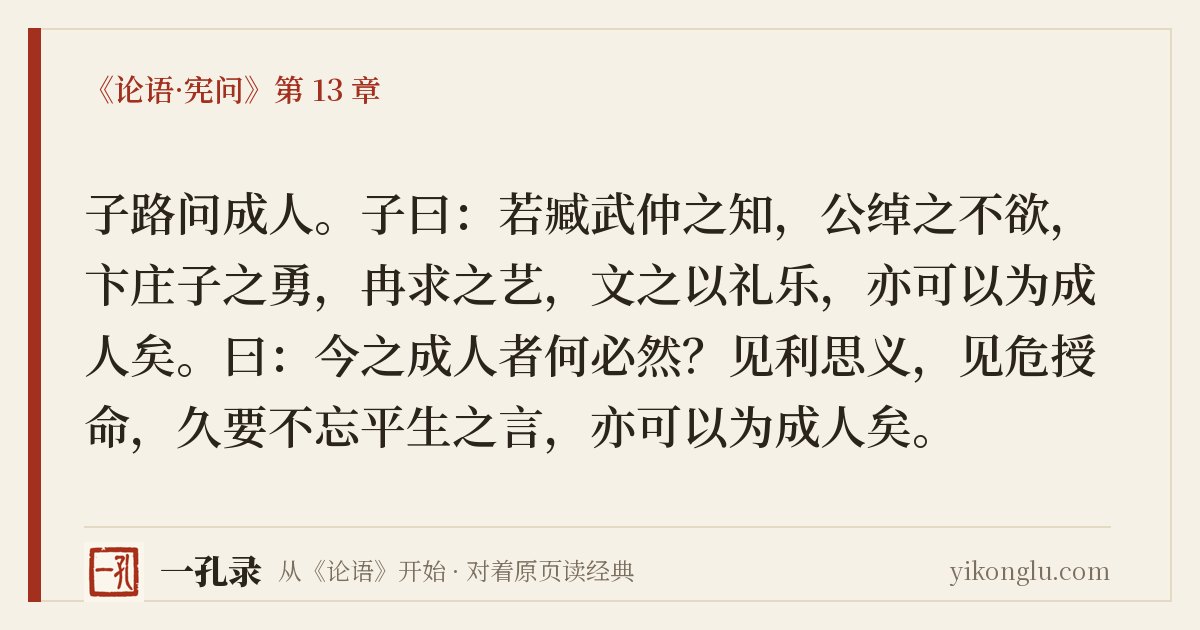 《论语·宪问》第 13 章
子路问成人。子曰：若臧武仲之知，公绰之不欲，
卞庄子之勇，冉求之艺，文之以礼乐，亦可以为成
人矣。曰：今之成人者何必然？见利思义，见危授
命，久要不忘平生之言，亦可以为成人矣。
一孔
一孔录 从《论语》开始 · 对着原页读经典 yikonglu.com